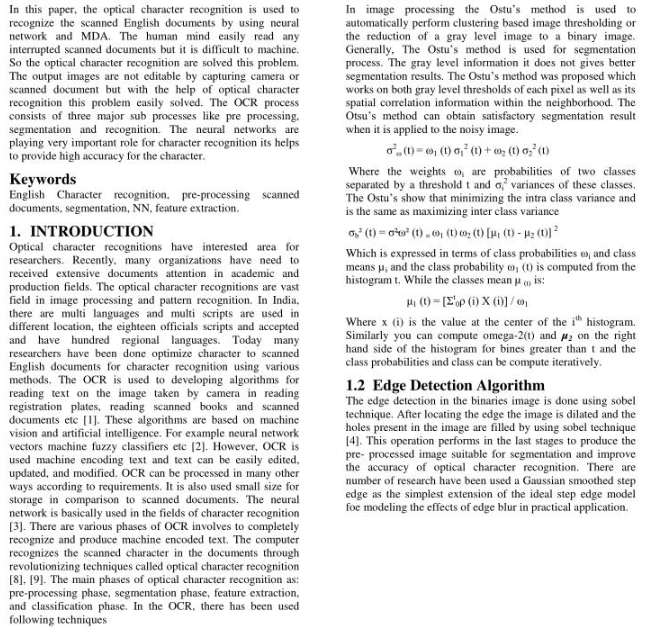 In this paper, the optical character recognition is used to
recognize the scanned English documents by using neural
network and MDA. The human mind easily read any
interrupted scanned documents but it is difficult to machine.
So the optical character recognition are solved this problem.
The output images are not editable by capturing camera or
scanned document but with the help of optical character
recognition this problem easily solved. The OCR process
consists of three major sub processes like pre processing,
segmentation and recognition. The neural networks are
playing very important role for character recognition its helps
to provide high accuracy for the character.
Keywords
English Character recognition, pre-processing scanned
documents, segmentation, NN, feature extraction.
1. INTRODUCTION
Optical character recognitions have interested area for
researchers. Recently, many organizations have need to
received extensive documents attention in academic and
production fields. The optical character recognitions are vast
field in image processing and pattern recognition. In India,
there are multi languages and multi scripts are used in
different location, the eighteen officials scripts and accepted
and have hundred regional languages. Today many
researchers have been done optimize character to scanned
English documents for character recognition using various
methods. The OCR is used to developing algorithms for
reading text on the image taken by camera in reading
registration plates, reading scanned books and scanned
documents etc [1]. These algorithms are based on machine
vision and artificial intelligence. For example neural network
vectors machine fuzzy classifiers etc [2]. However, OCR is
used machine encoding text and text can be easily edited,
updated, and modified. OCR can be processed in many other
ways according to requirements. It is also used small size for
storage in comparison to scanned documents. The neural
network is basically used in the fields of character recognition
[3]. There are various phases of OCR involves to completely
recognize and produce machine encoded text. The computer
recognizes the scanned character in the documents through
revolutionizing techniques called optical character recognition
[8], [9]. The main phases of optical character recognition as:
pre-processing phase, segmentation phase, feature extraction,
and classification phase. In the OCR, there has been used
following techniques
In image processing the Ostu's method is used to
automatically perform clustering based image thresholding or
the reduction of a gray level image to a binary image.
Generally, The Ostu's method is used for segmentation
process. The gray level information it does not gives better
segmentation results. The Ostu's method was proposed which
works on both gray level thresholds of each pixel as well as its
spatial correlation information within the neighborhood. The
Otsu's method can obtain satisfactory segmentation result
when it is applied to the noisy image.
σ²ω (t) = ω₁ (t) σ₁² (t) + ω₂ (t) σ₂² (t)
Where the weights ωᵢ are probabilities of two classes
separated by a threshold t and σᵢ² variances of these classes.
The Ostu's show that minimizing the intra class variance and
is the same as maximizing inter class variance
σb² (t) = σ²ω² (t) - ω₁ (t) ω₂ (t) [μ₁ (t) - μ₂ (t)] ²
Which is expressed in terms of class probabilities ωᵢ and class
means μᵢ and the class probability ω₁ (t) is computed from the
histogram t. While the classes mean μ (t) is:
μ₁ (t) = [Σᵗ₀p (i) X (i)] / ω₁
Where x (i) is the value at the center of the iᵗʰ histogram.
Similarly you can compute omega-2(t) and μ₂ on the right
hand side of the histogram for bines greater than t and the
class probabilities and class can be compute iteratively.
1.2 Edge Detection Algorithm
The edge detection in the binaries image is done using sobel
technique. After locating the edge the image is dilated and the
holes present in the image are filled by using sobel technique
[4]. This operation performs in the last stages to produce the
pre- processed image suitable for segmentation and improve
the accuracy of optical character recognition. There are
number of research have been used a Gaussian smoothed step
edge as the simplest extension of the ideal step edge model
foe modeling the effects of edge blur in practical application.